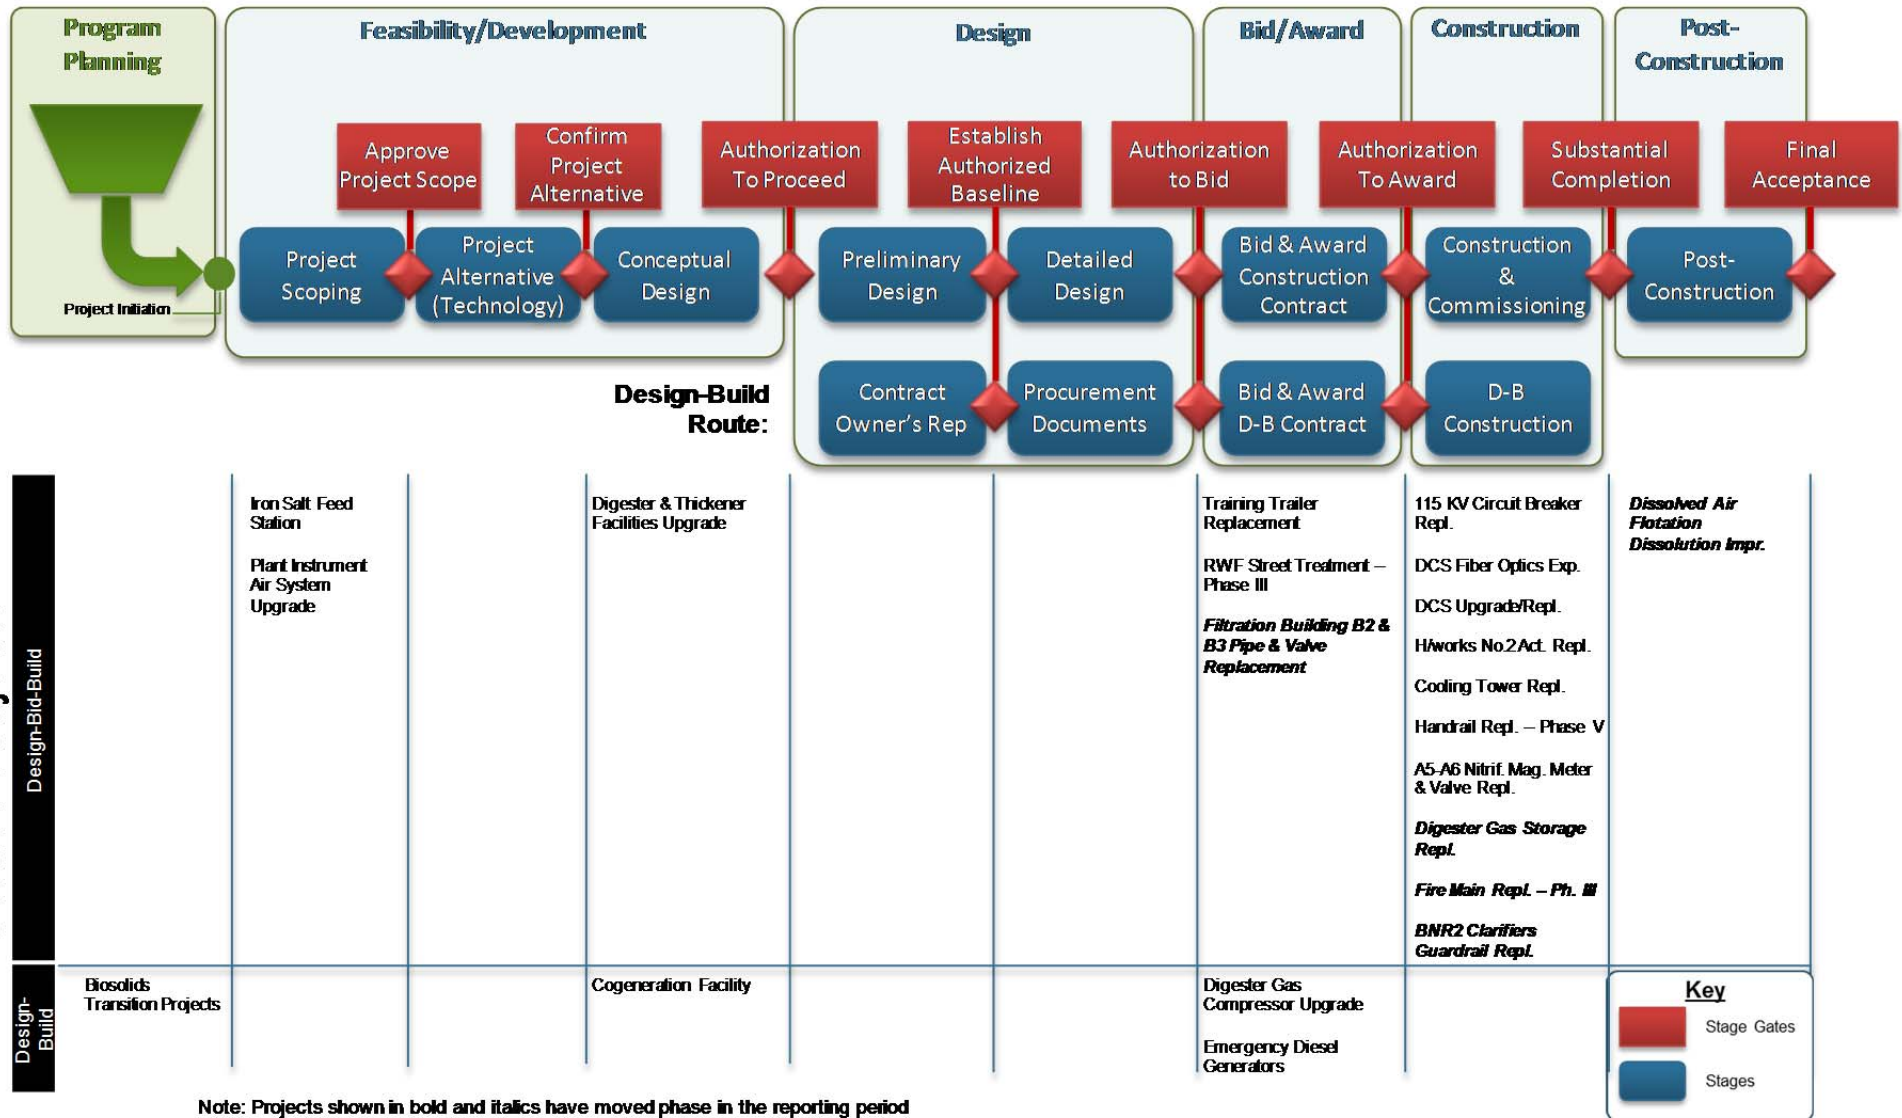 Program
Planning
Project Initiation
Feasibility/Development
Design
Bid/Award
Construction
Post-
Construction
Approve
Project Scope
Confirm
Project
Alternative
Authorization
To Proceed
Establish
Authorized
Baseline
Authorization
to Bid
Authorization
To Award
Substantial
Completion
Final
Acceptance
Project
Scoping
Project
Alternative
(Technology)
Conceptual
Design
Preliminary
Design
Detailed
Design
Bid & Award
Construction
Contract
Construction
&
Commissioning
Post-
Construction
Design-Build
Route:
Contract
Owner's Rep
Procurement
Documents
Bid & Award
D-B Contract
D-B
Construction
Design-Bid-Build
Iron Salt Feed
Station
Plant Instrument
Air System
Upgrade
Digester & Thickener
Facilities Upgrade
Training Trailer
Replacement
RWF Street Treatment –
Phase III
Filtration Building B2 &
B3 Pipe & Valve
Replacement
115 KV Circuit Breaker
Repl.
DCS Fiber Optics Exp.
DCS Upgrade/Repl.
H/works No.2 Act. Repl.
Cooling Tower Repl.
Handrail Repl. – Phase V
A5-A6 Nitrif. Mag. Meter
& Valve Repl.
Digester Gas Storage
Repl.
Fire Main Repl. – Ph. III
BNR2 Clarifiers
Guardrail Repl.
Dissolved Air
Flotation
Dissolution Impr.
Design-
Build
Biosolids
Transition Projects
Cogeneration Facility
Digester Gas
Compressor Upgrade
Emergency Diesel
Generators
Key
Stage Gates
Stages
Note: Projects shown in bold and italics have moved phase in the reporting period